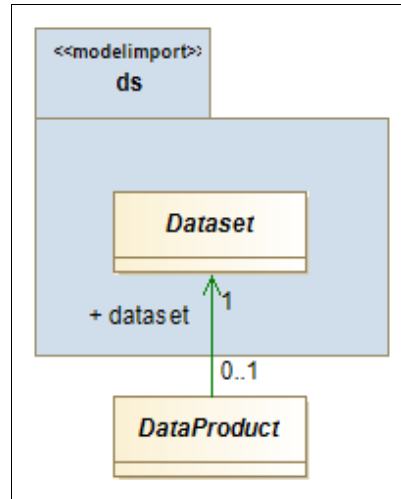 <<modelimport>>
ds
Dataset
1
+ dataset
0..1
DataProduct